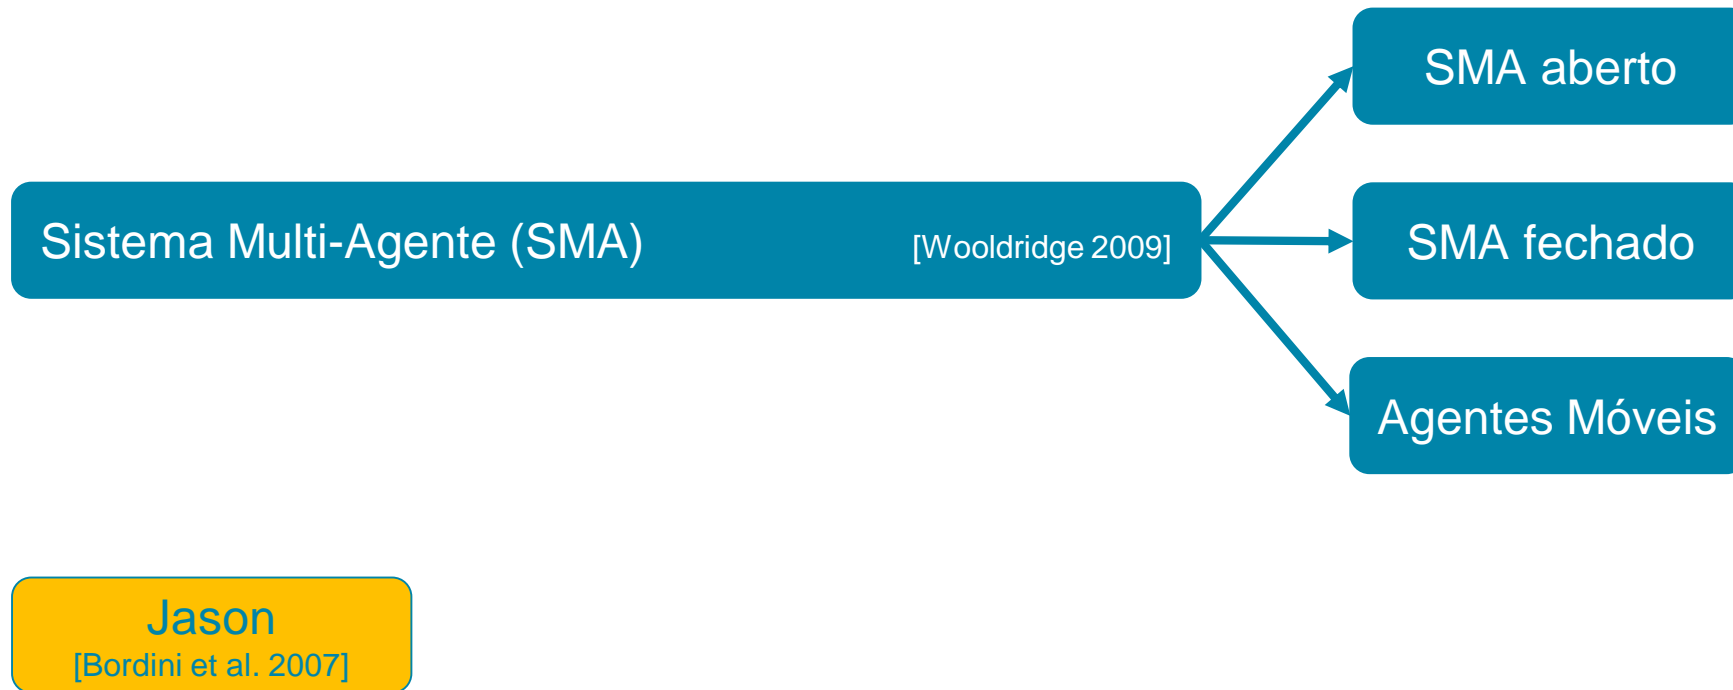 SMA aberto
Sistema Multi-Agente (SMA) [Wooldridge 2009]
SMA fechado
Agentes Móveis
Jason
[Bordini et al. 2007]